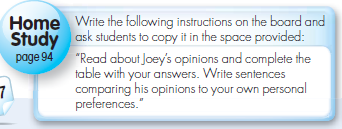 Home
Study
page 94
Write the following instructions on the board and
ask students to copy it in the space provided:
"Read about Joey's opinions and complete the
table with your answers. Write sentences
comparing his opinions to your own personal
preferences."
7